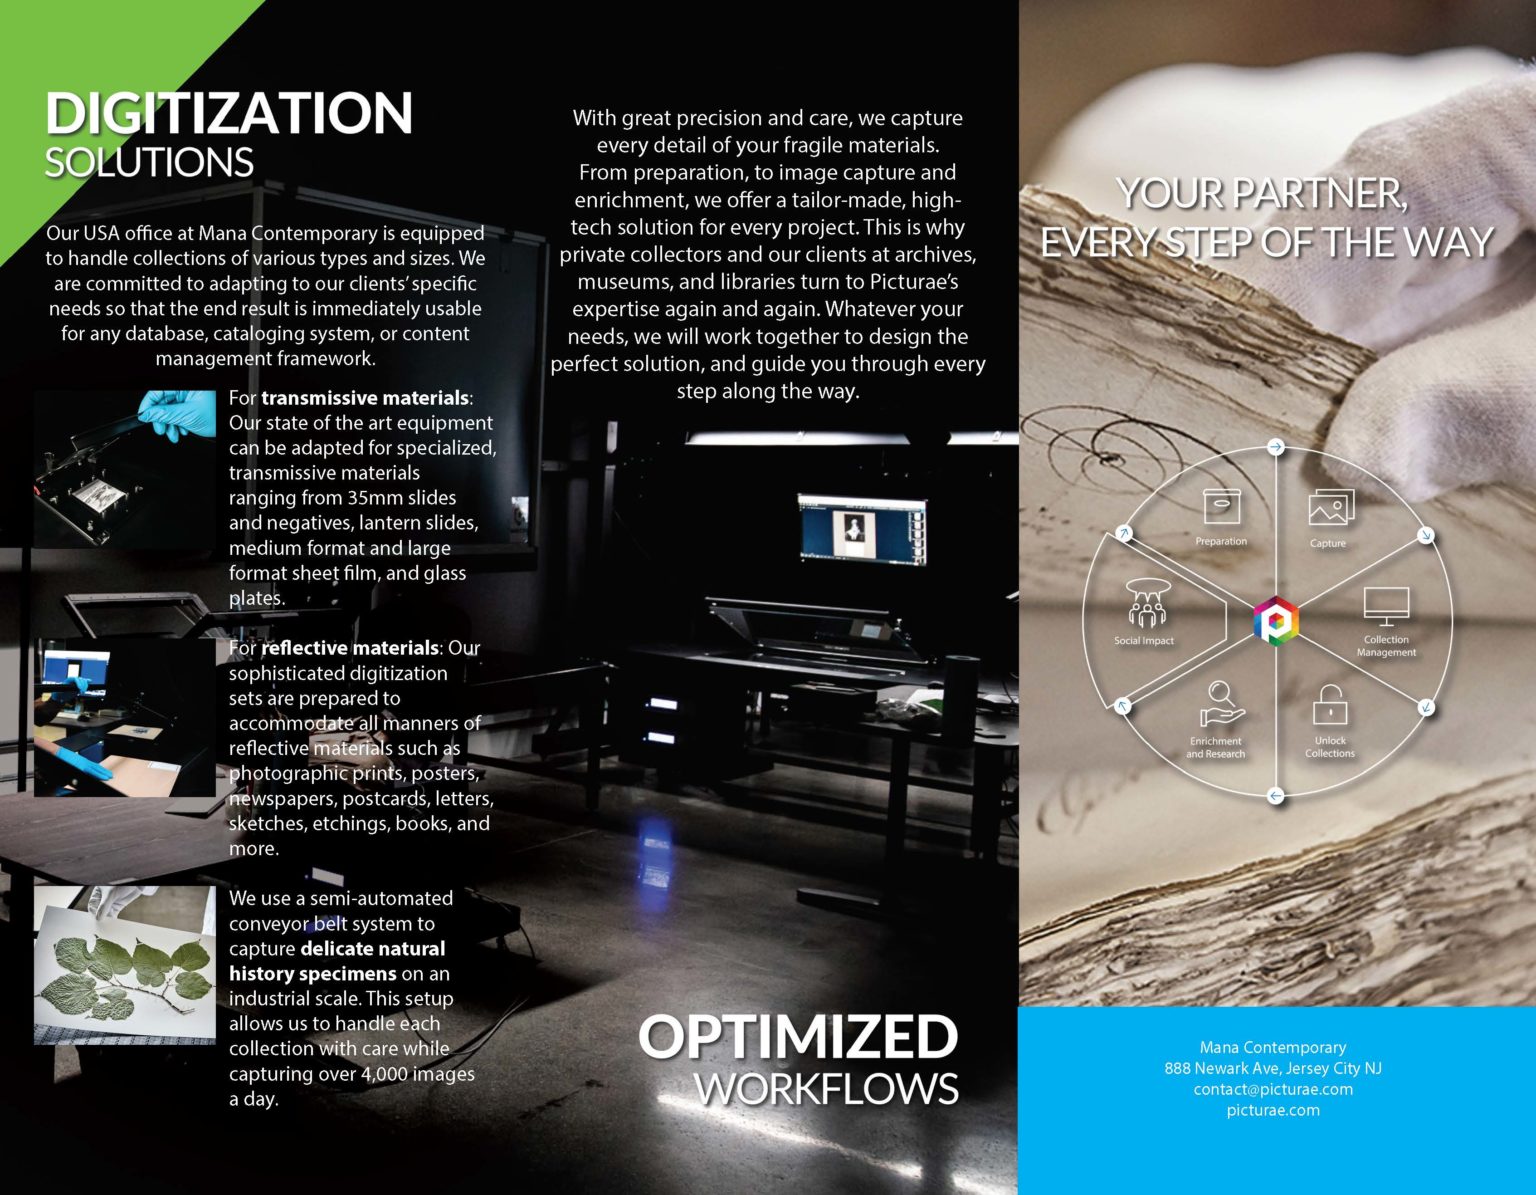 DIGITIZATION
SOLUTIONS
Our USA office at Mana Contemporary is equipped
to handle collections of various types and sizes. We
are committed to adapting to our clients' specific
needs so that the end result is immediately usable
for any database, cataloging system, or content
management framework.
For transmissive materials:
Our state of the art equipment
can be adapted for specialized,
transmissive materials
ranging from 35mm slides
and negatives, lantern slides,
medium format and large
format sheet film, and glass
plates.
For reflective materials: Our
sophisticated digitization
sets are prepared to
accommodate all manners of
reflective materials such as
photographic prints, posters,
newspapers, postcards, letters,
sketches, etchings, books, and
more.
We use a semi-automated
conveyor belt system to
capture delicate natural
history specimens on an
industrial scale. This setup
allows us to handle each
collection with care while
capturing over 4,000 images
a day.
With great precision and care, we capture
every detail of your fragile materials.
From preparation, to image capture and
enrichment, we offer a tailor-made, high-
tech solution for every project. This is why
private collectors and our clients at archives,
museums, and libraries turn to Picturae's
expertise again and again. Whatever your
needs, we will work together to design the
perfect solution, and guide you through every
step along the way.
OPTIMIZED
WORKFLOWS
YOUR PARTNER,
EVERY STEP OF THE WAY
Preparation
Capture
Social Impact
Collection
Management
Enrichment
and Research
Unlock
Collections
Mana Contemporary
888 Newark Ave, Jersey City NJ
contact@picturae.com
picturae.com